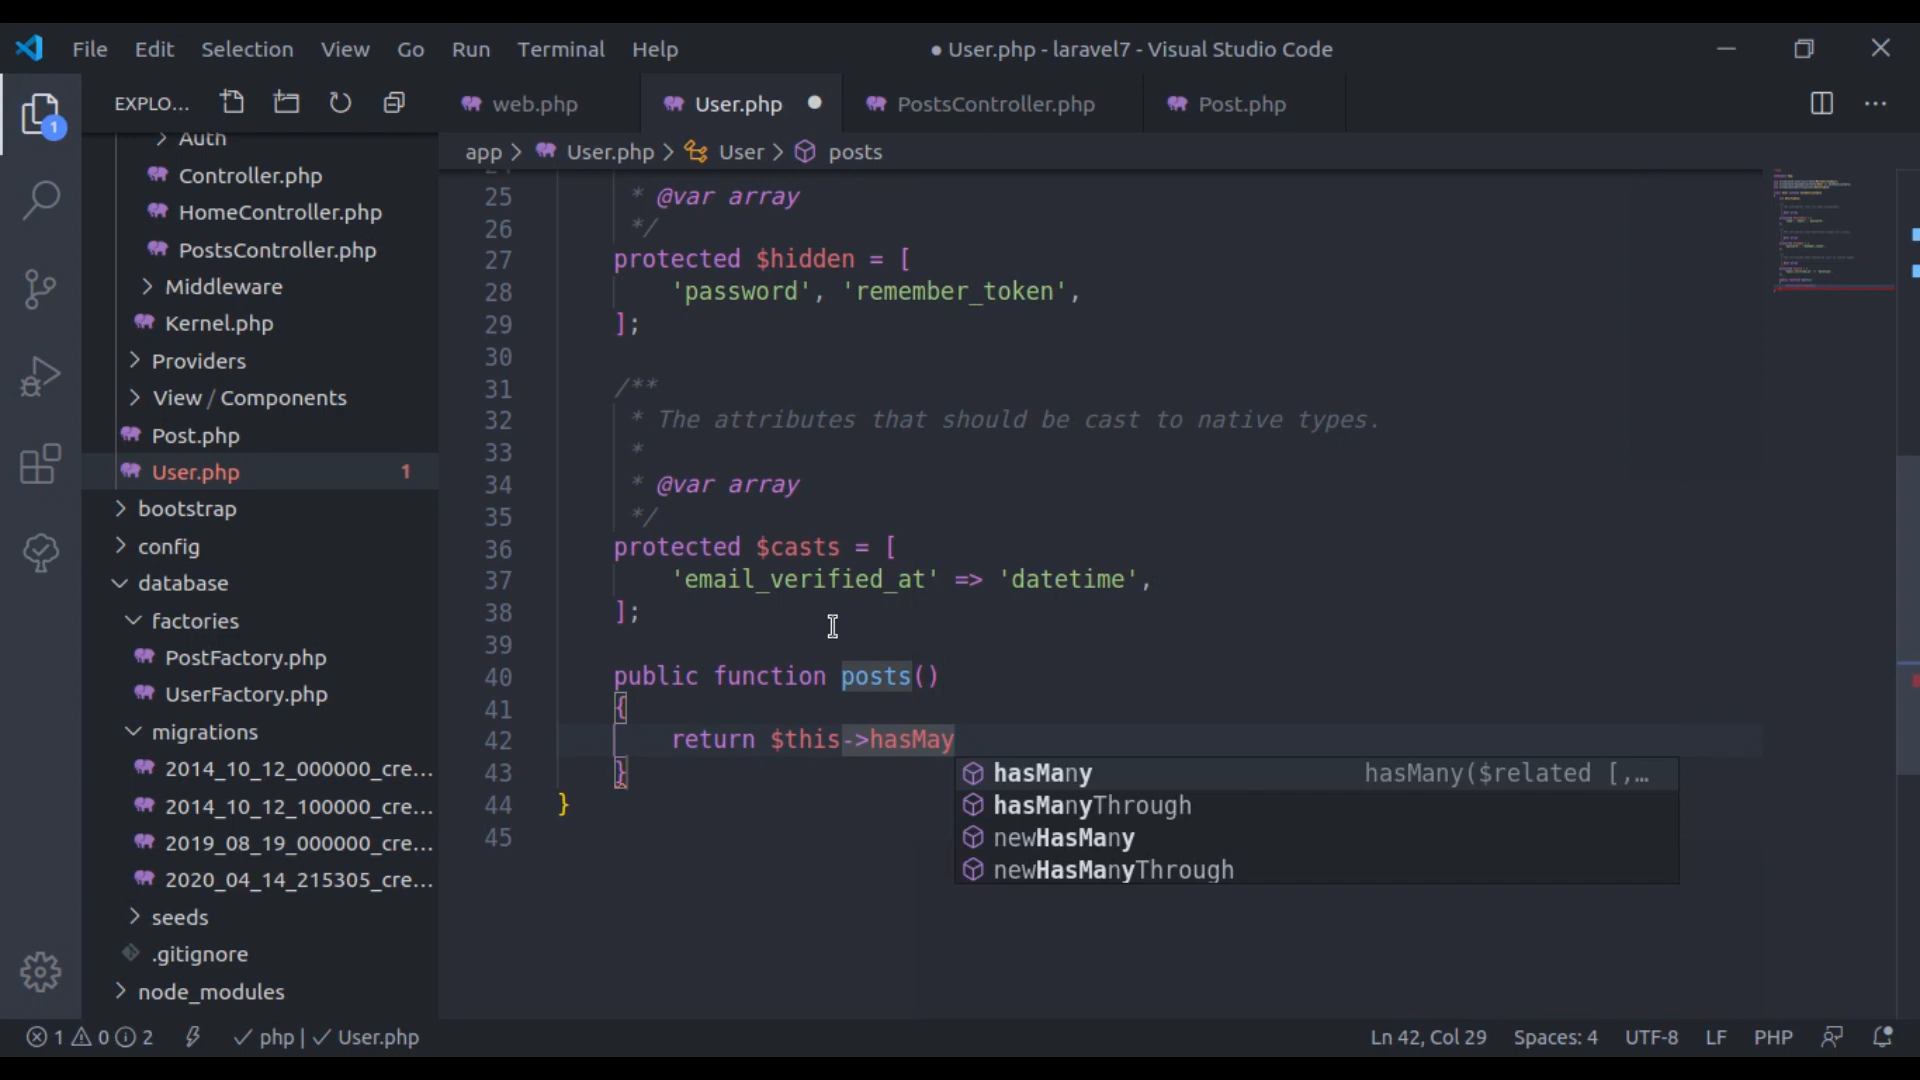 File Edit Selection View Go Run Terminal Help
● User.php - laravel7 - Visual Studio Code
EXPLO...
web.php User.php PostsController.php Post.php
app > User.php > User > posts
Auth
Controller.php
HomeController.php
PostsController.php
Middleware
Kernel.php
Providers
View / Components
Post.php
User.php 1
bootstrap
config
database
factories
PostFactory.php
UserFactory.php
migrations
2014_10_12_000000_cre...
2014_10_12_100000_cre...
2019_08_19_000000_cre...
2020_04_14_215305_cre...
seeds
.gitignore
node_modules
1
25 * @var array
26 */
27 protected $hidden = [
28 'password', 'remember_token',
29 ];
30
31 /**
32 * The attributes that should be cast to native types.
33 *
34 * @var array
35 */
36 protected $casts = [
37 'email_verified_at' => 'datetime',
38 ];
39
40 public function posts()
41 {
42 return $this->hasMay
43 }
44 }
45
hasMany hasMany($related [,...
hasManyThrough
newHasMany
newHasManyThrough
1 0 2 php | User.php
Ln 42, Col 29 Spaces: 4 UTF-8 LF PHP